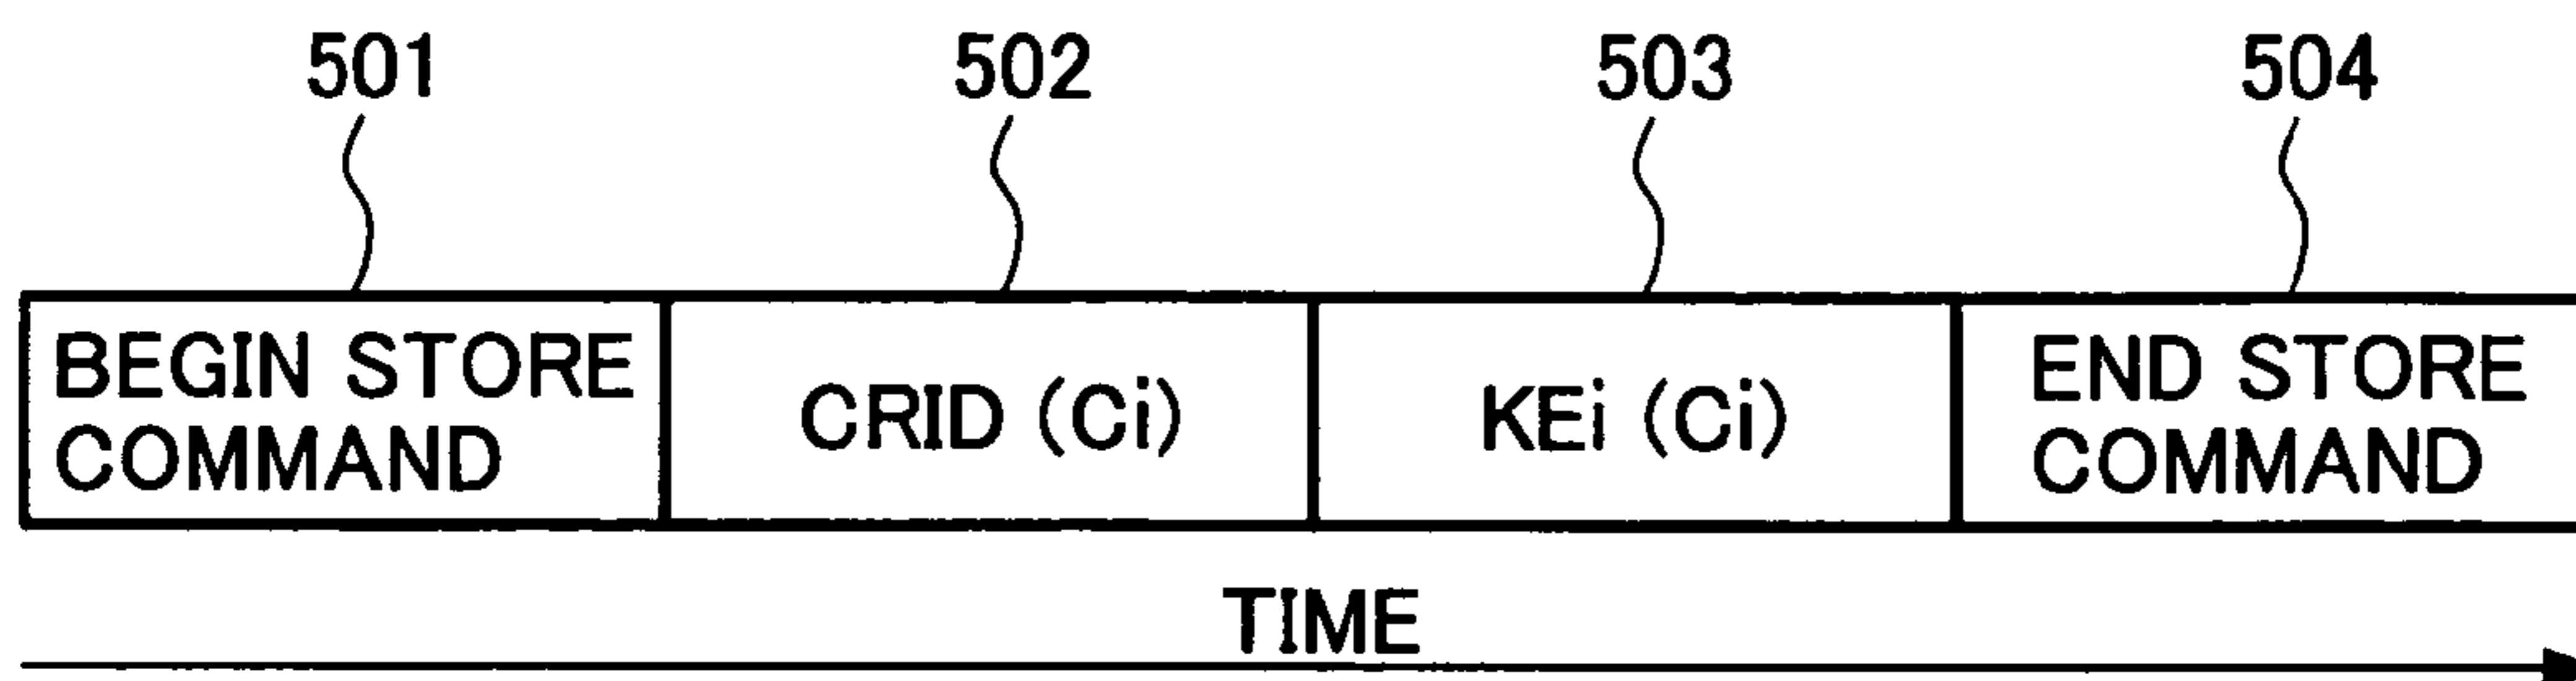 501 502 503 504
BEGIN STORE COMMAND
CRID (Ci)
KEi (Ci)
END STORE COMMAND
TIME